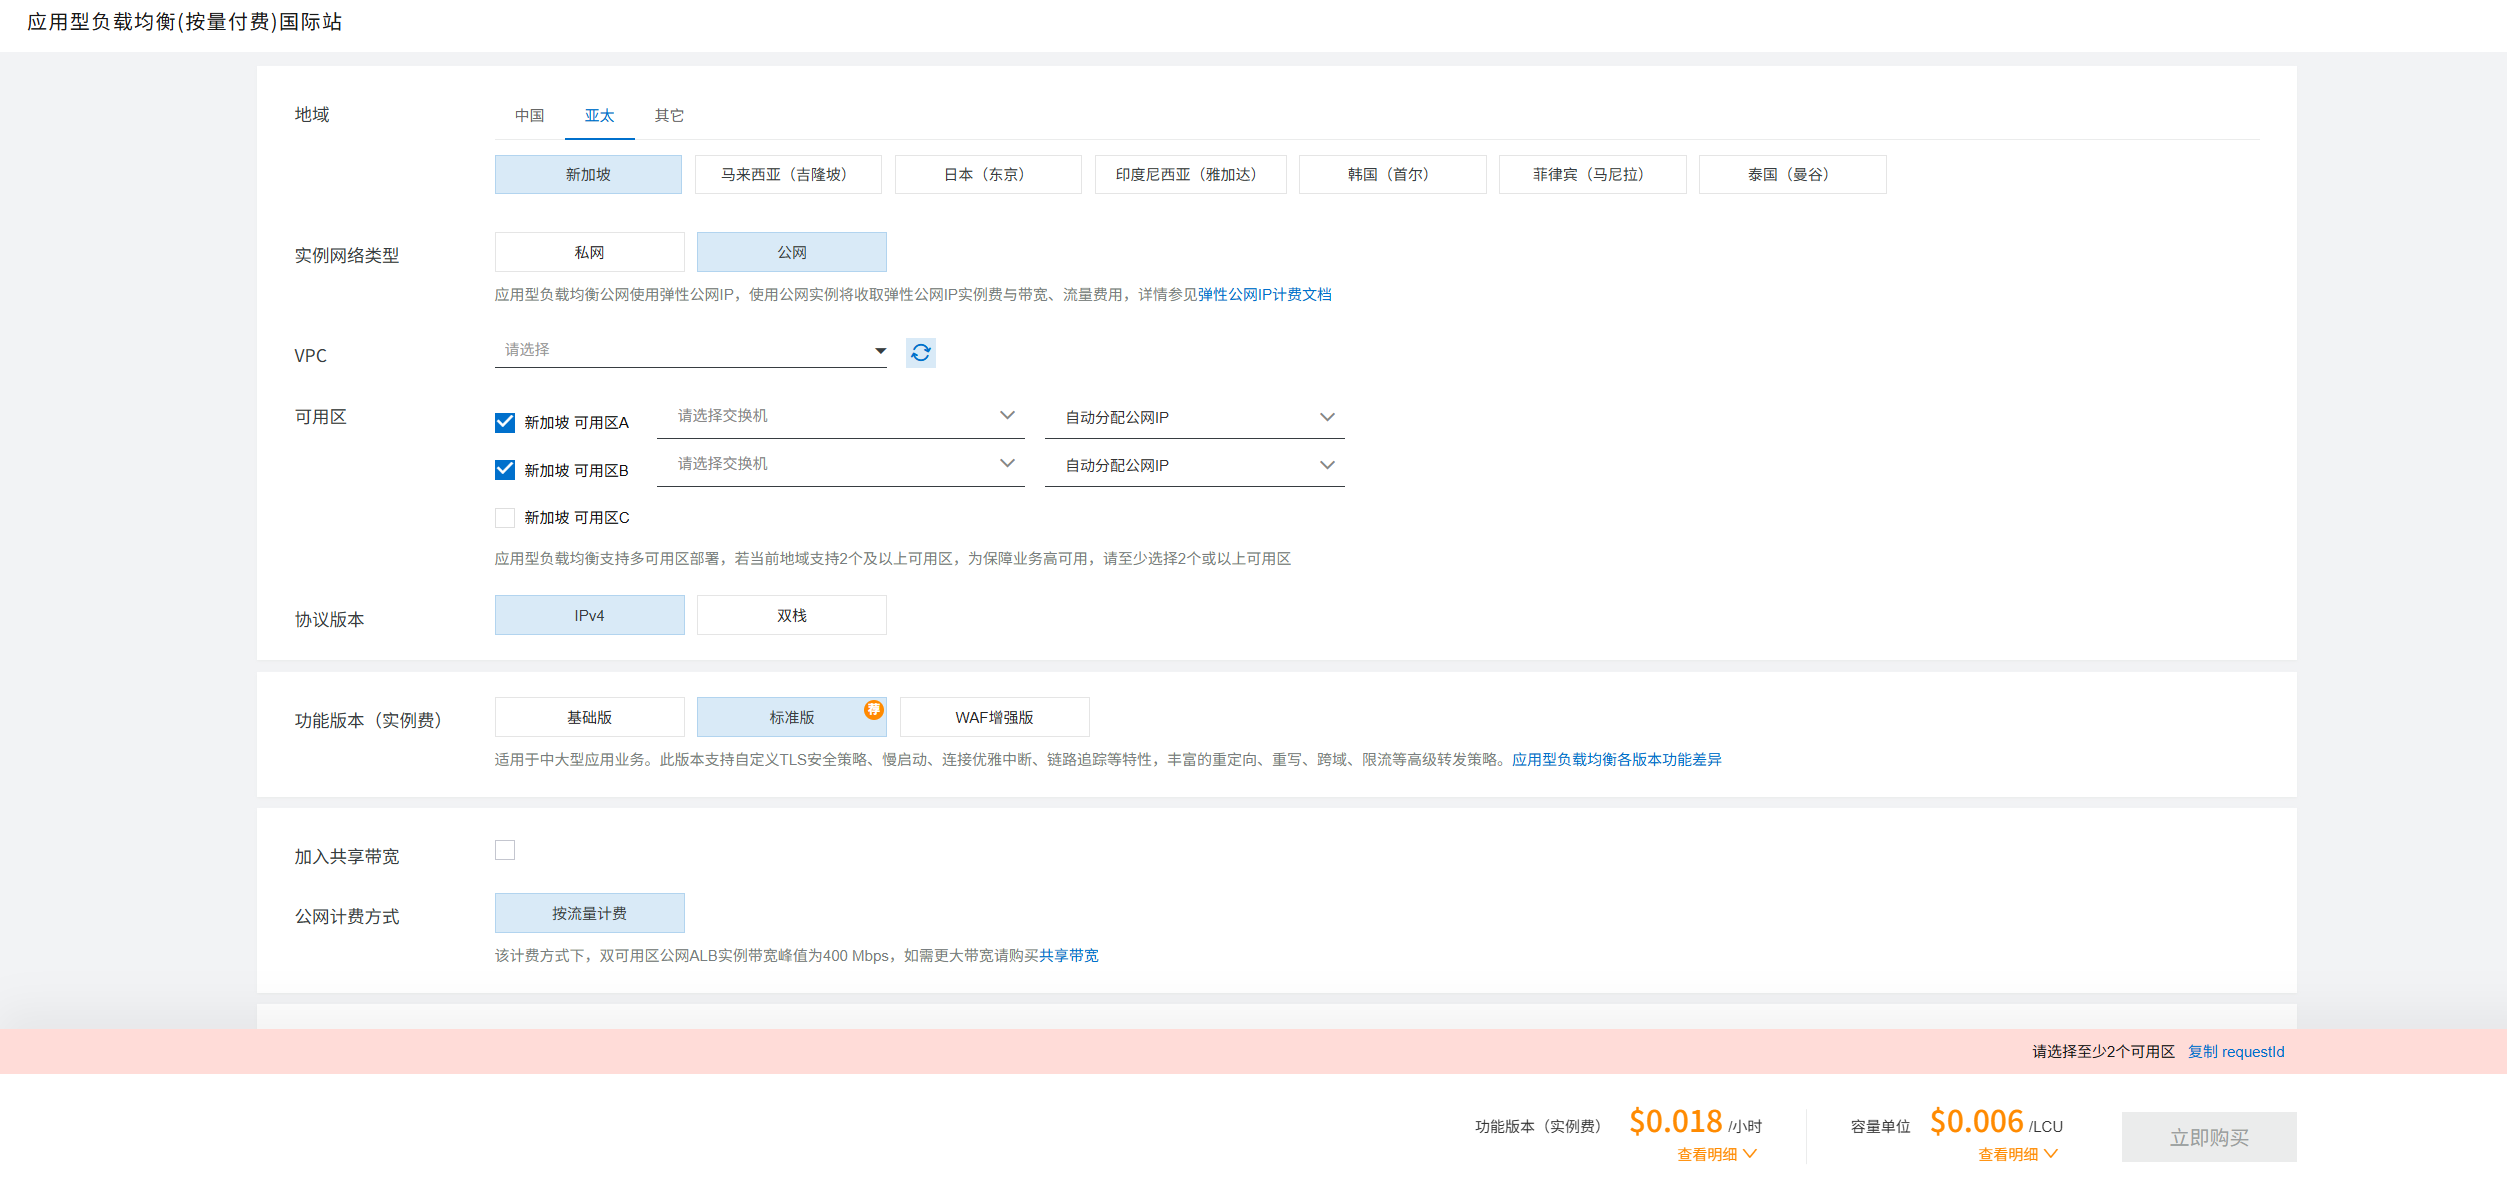 应用型负载均衡(按量付费)国际站
地域
中国 亚太 其它
新加坡 马来西亚（吉隆坡） 日本（东京） 印度尼西亚（雅加达） 韩国（首尔） 菲律宾（马尼拉） 泰国（曼谷）
实例网络类型
私网 公网
应用型负载均衡公网使用弹性公网IP，使用公网实例将收取弹性公网IP实例费与带宽、流量费用，详情参见弹性公网IP计费文档
VPC
请选择
可用区
新加坡 可用区A 请选择交换机 自动分配公网IP
新加坡 可用区B 请选择交换机 自动分配公网IP
新加坡 可用区C
应用型负载均衡支持多可用区部署，若当前地域支持2个及以上可用区，为保障业务高可用，请至少选择2个或以上可用区
协议版本
IPv4 双栈
功能版本（实例费）
基础版 标准版 荐 WAF增强版
适用于中大型应用业务。此版本支持自定义TLS安全策略、慢启动、连接优雅中断、链路追踪等特性，丰富的重定向、重写、跨域、限流等高级转发策略。应用型负载均衡各版本功能差异
加入共享带宽
公网计费方式
按流量计费
该计费方式下，双可用区公网ALB实例带宽峰值为400 Mbps，如需更大带宽请购买共享带宽
请选择至少2个可用区 复制 requestId
功能版本（实例费） $0.018 /小时 容量单位 $0.006 /LCU 立即购买
查看明细 查看明细